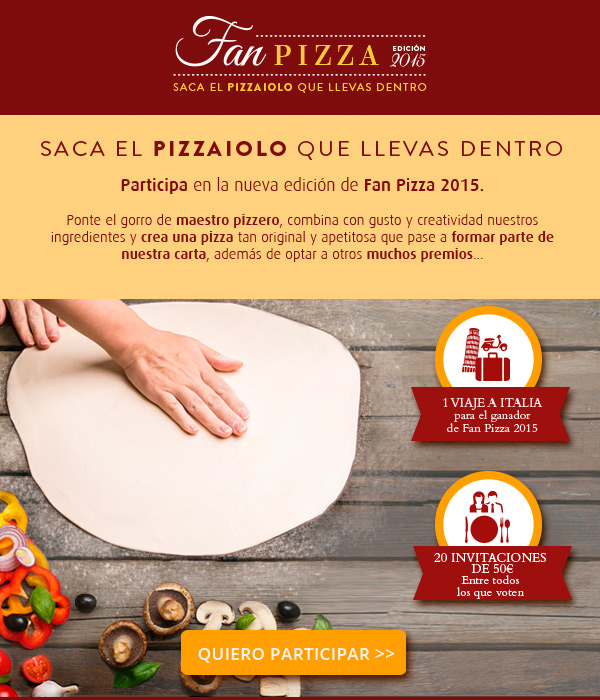 Fan PIZZA EDICIÓN 2015
SACA EL PIZZAIOLO QUE LLEVAS DENTRO
SACA EL PIZZAIOLO QUE LLEVAS DENTRO
Participa en la nueva edición de Fan Pizza 2015.
Ponte el gorro de maestro pizzero, combina con gusto y creatividad nuestros
ingredientes y crea una pizza tan original y apetitosa que pase a formar parte de
nuestra carta, además de optar a otros muchos premios...
1 VIAJE A ITALIA
para el ganador
de Fan Pizza 2015
20 INVITACIONES
DE 50€
Entre todos
los que voten
QUIERO PARTICIPAR >>